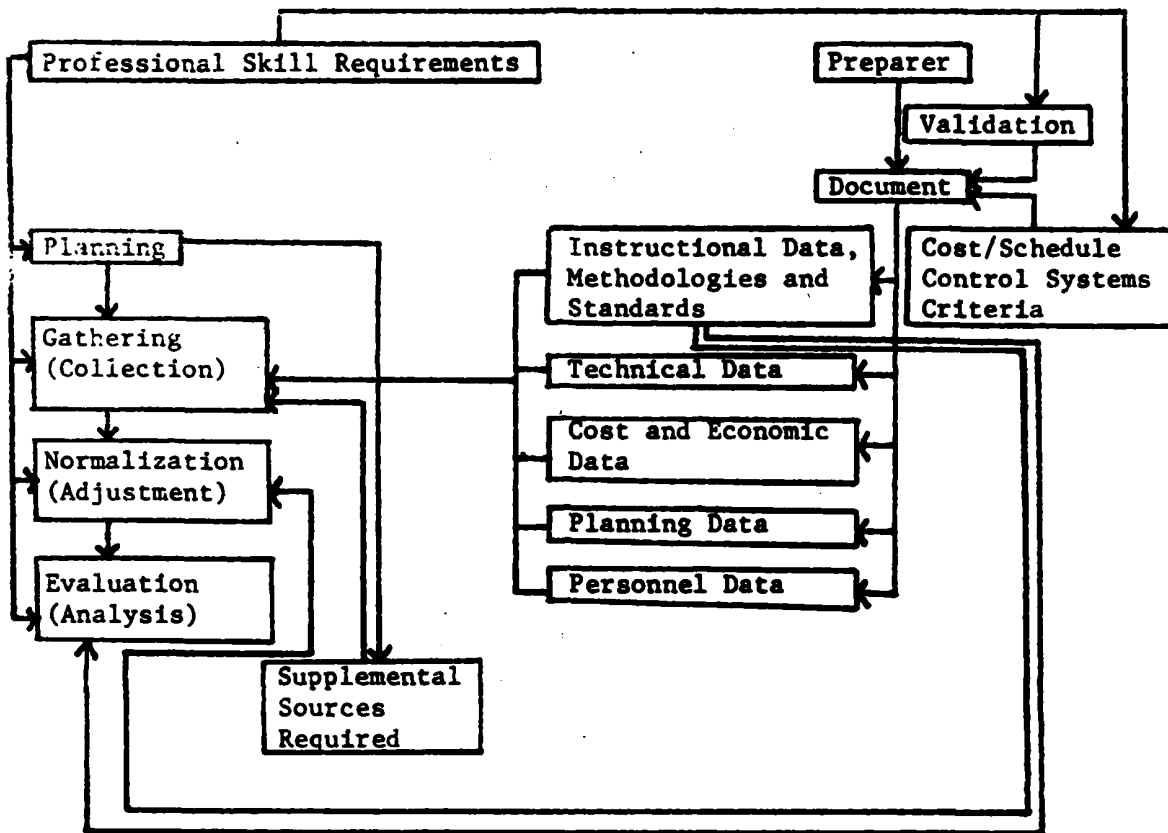 Professional Skill Requirements
Preparer
Validation
Document
Planning
Instructional Data,
Methodologies and
Standards
Cost/Schedule
Control Systems
Criteria
Gathering
(Collection)
Technical Data
Cost and Economic
Data
Normalization
(Adjustment)
Planning Data
Evaluation
(Analysis)
Personnel Data
Supplemental
Sources
Required